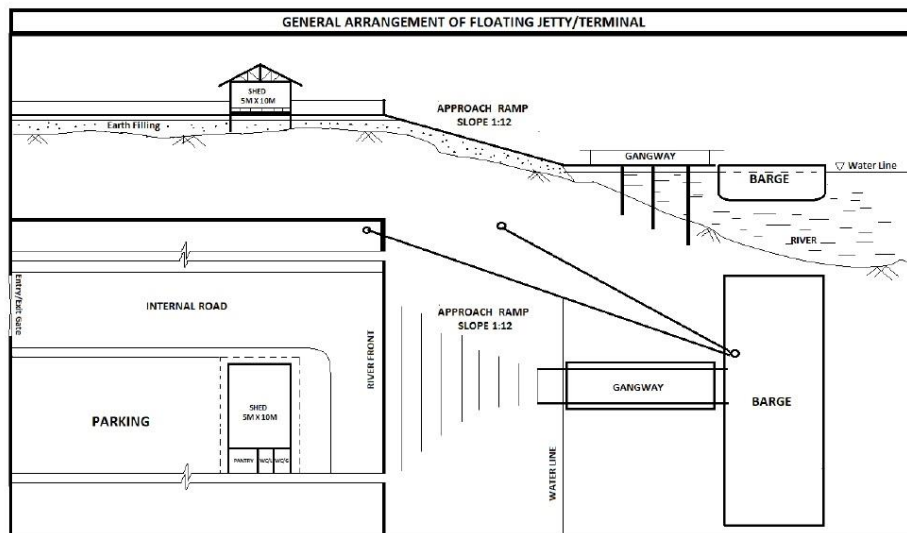 GENERAL ARRANGEMENT OF FLOATING JETTY/TERMINAL
SHED
5M X 10M
Earth Filling
APPROACH RAMP
SLOPE 1:12
GANGWAY
BARGE
Water Line
RIVER
Entry/Exit Gate
INTERNAL ROAD
RIVER FRONT
APPROACH RAMP
SLOPE 1:12
PARKING
SHED
5M X 10M
PANTRY
WC/L
WC/G
GANGWAY
BARGE
WATER LINE